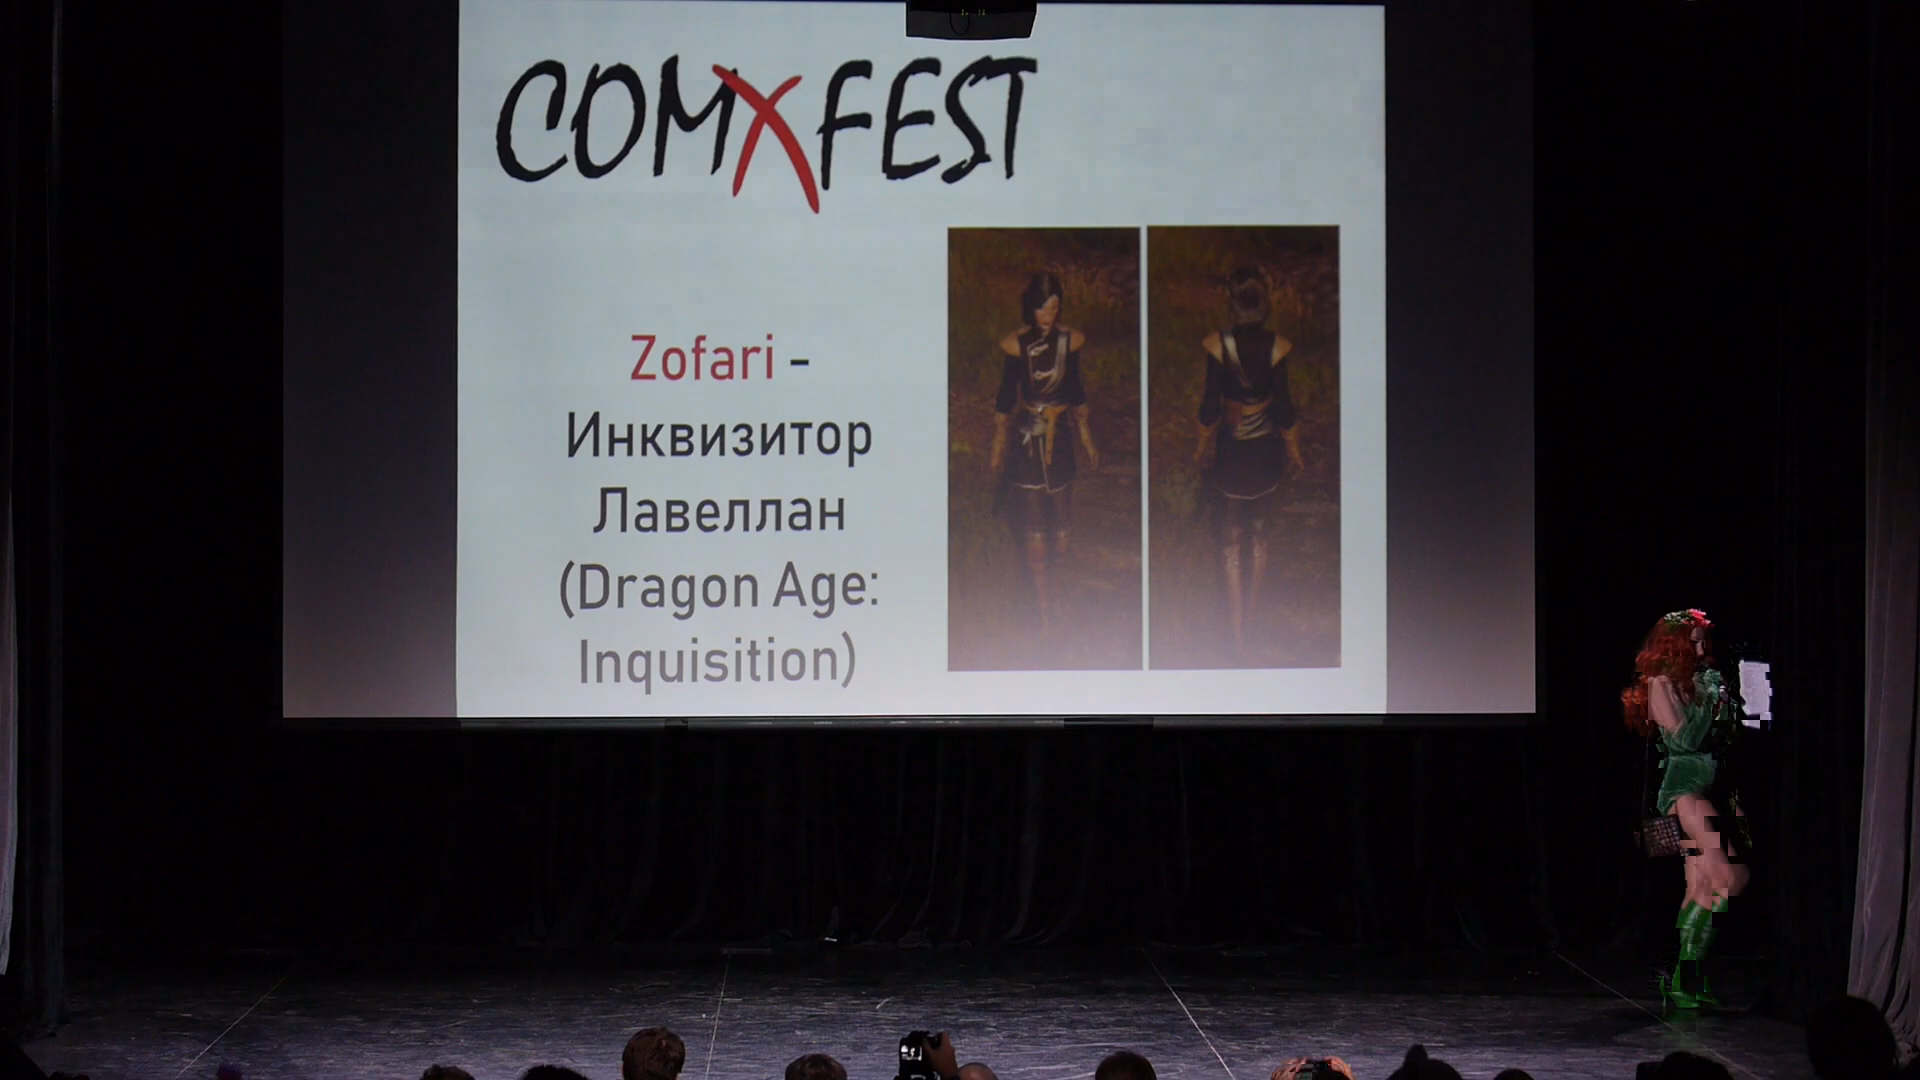 COMXFEST
Zofari -
Инквизитор
Лавеллан
(Dragon Age:
Inquisition)